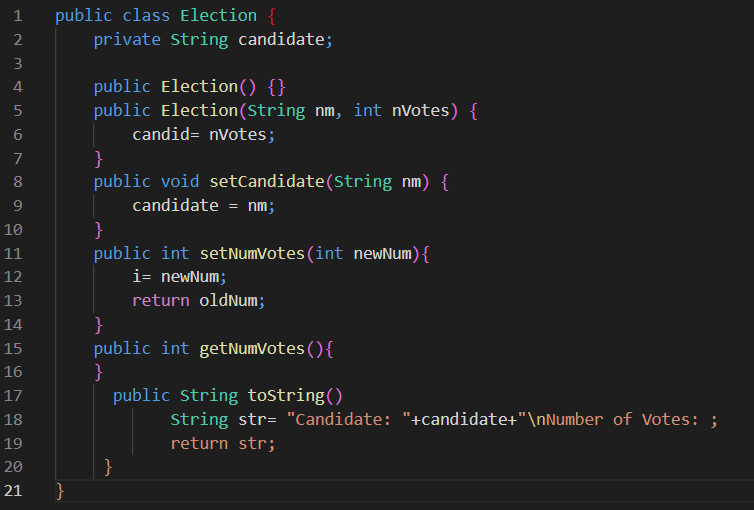 1 public class Election {
2     private String candidate;
3
4     public Election() {}
5     public Election(String nm, int nVotes) {
6         candid= nVotes;
7     }
8     public void setCandidate(String nm) {
9         candidate = nm;
10     }
11     public int setNumVotes(int newNum){
12         i= newNum;
13         return oldNum;
14     }
15     public int getNumVotes(){
16     }
17       public String toString()
18             String str= "Candidate: "+candidate+"\nNumber of Votes: ;
19             return str;
20      }
21 }